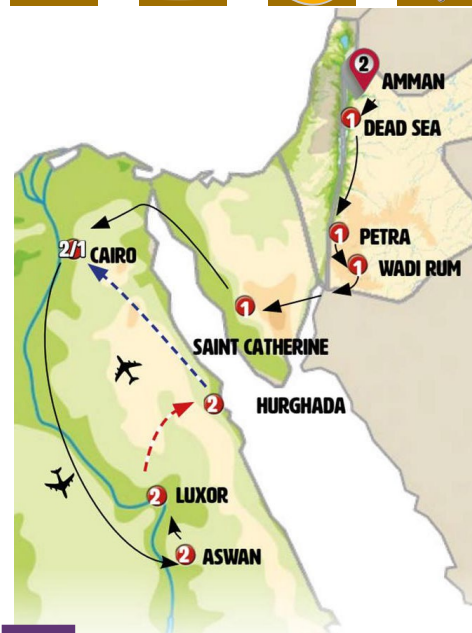 2
AMMAN
1
DEAD SEA
1
PETRA
2/1 CAIRO
1
WADI RUM
1
SAINT CATHERINE
2
HURGHADA
2
LUXOR
2
ASWAN